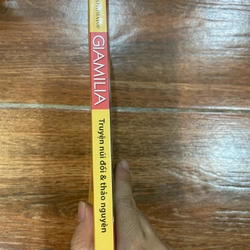 GIAMILIA
Truyện núi đồi & thảo nguyên